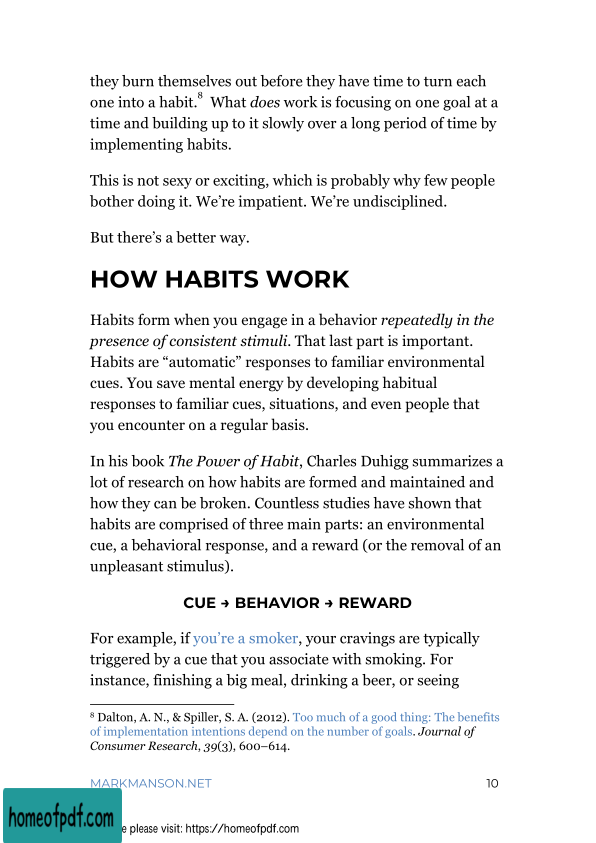 they burn themselves out before they have time to turn each
one into a habit.8 What does work is focusing on one goal at a
time and building up to it slowly over a long period of time by
implementing habits.
This is not sexy or exciting, which is probably why few people
bother doing it. We’re impatient. We’re undisciplined.
But there’s a better way.
HOW HABITS WORK
Habits form when you engage in a behavior repeatedly in the
presence of consistent stimuli. That last part is important.
Habits are “automatic” responses to familiar environmental
cues. You save mental energy by developing habitual
responses to familiar cues, situations, and even people that
you encounter on a regular basis.
In his book The Power of Habit, Charles Duhigg summarizes a
lot of research on how habits are formed and maintained and
how they can be broken. Countless studies have shown that
habits are comprised of three main parts: an environmental
cue, a behavioral response, and a reward (or the removal of an
unpleasant stimulus).
CUE → BEHAVIOR → REWARD
For example, if you’re a smoker, your cravings are typically
triggered by a cue that you associate with smoking. For
instance, finishing a big meal, drinking a beer, or seeing
8 Dalton, A. N., & Spiller, S. A. (2012). Too much of a good thing: The benefits
of implementation intentions depend on the number of goals. Journal of
Consumer Research, 39(3), 600–614.
MARKMANSON.NET 10
homeofpdf.com
e please visit: https://homeofpdf.com